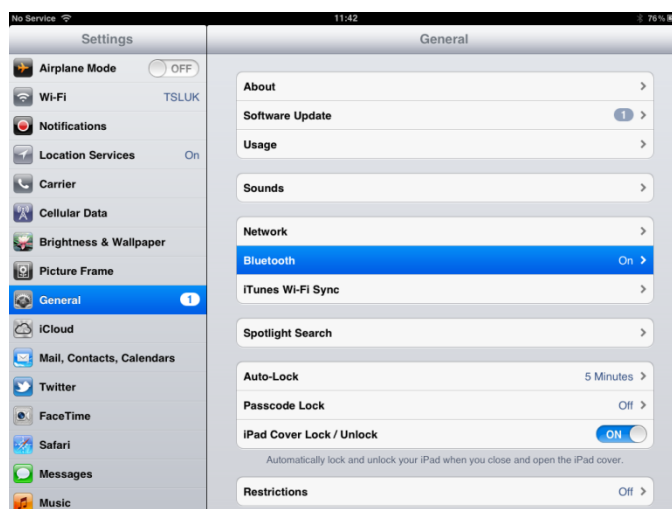 No Service 11:42 76%
Settings
Airplane Mode OFF
Wi-Fi TSLUK
Notifications
Location Services On
Carrier
Cellular Data
Brightness & Wallpaper
Picture Frame
General 1
iCloud
Mail, Contacts, Calendars
Twitter
FaceTime
Safari
Messages
Music
General
About
Software Update 1
Usage
Sounds
Network
Bluetooth On
iTunes Wi-Fi Sync
Spotlight Search
Auto-Lock 5 Minutes
Passcode Lock Off
iPad Cover Lock / Unlock ON
Automatically lock and unlock your iPad when you close and open the iPad cover.
Restrictions Off